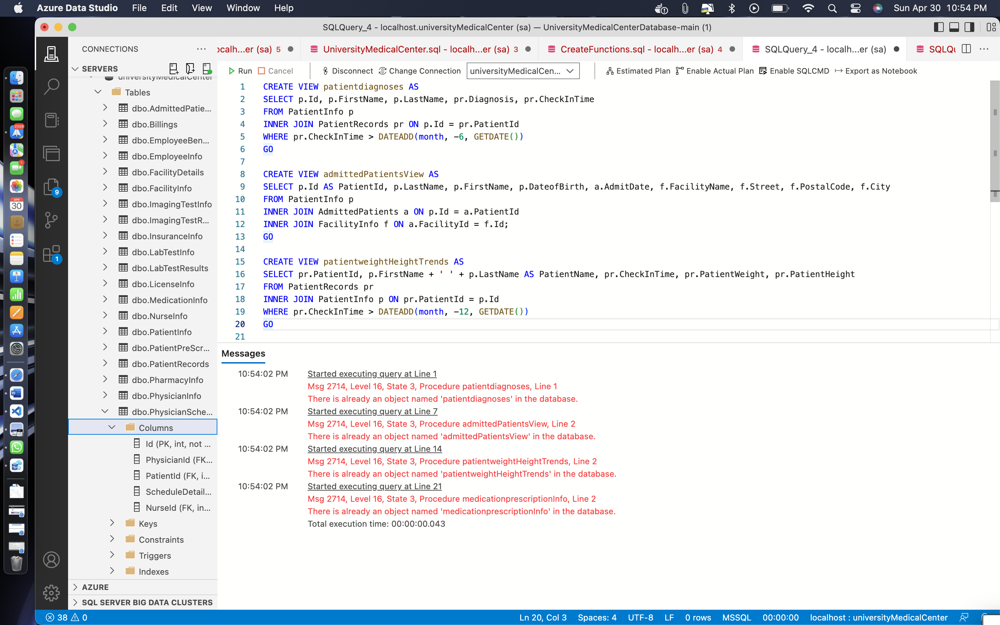 Azure Data Studio File Edit View Window Help Sun Apr 30 10:54 PM
SQLQuery_4 - localhost.universityMedicalCenter (sa) — UniversityMedicalCenterDatabase-main (1)
CONNECTIONS
ocalh...er (sa) 5
UniversityMedicalCenter.sql - localh...er (sa) 3
CreateFunctions.sql - localh...er (sa) 4
SQLQuery_4 - localh...er (sa)
SQLQu
SERVERS
Run Cancel Disconnect Change Connection universityMedicalCen... Estimated Plan Enable Actual Plan Enable SQLCMD Export as Notebook
universityMedicalCenter
Tables
dbo.AdmittedPatie...
dbo.Billings
dbo.EmployeeBen...
dbo.EmployeeInfo
dbo.FacilityDetails
dbo.FacilityInfo
dbo.ImagingTestInfo
dbo.ImagingTestR...
dbo.InsuranceInfo
dbo.LabTestInfo
dbo.LabTestResults
dbo.LicenseInfo
dbo.MedicationInfo
dbo.NurseInfo
dbo.PatientInfo
dbo.PatientPreScr...
dbo.PatientRecords
dbo.PharmacyInfo
dbo.PhysicianInfo
dbo.PhysicianSche...
Columns
Id (PK, int, not ...
PhysicianId (FK...
PatientId (FK, i...
ScheduleDetail...
NurseId (FK, in...
Keys
Constraints
Triggers
Indexes
AZURE
SQL SERVER BIG DATA CLUSTERS
21229
1
APR
30
9
1
1 CREATE VIEW patientdiagnoses AS
2 SELECT p.Id, p.FirstName, p.LastName, pr.Diagnosis, pr.CheckInTime
3 FROM PatientInfo p
4 INNER JOIN PatientRecords pr ON p.Id = pr.PatientId
5 WHERE pr.CheckInTime > DATEADD(month, -6, GETDATE())
6 GO
7
8 CREATE VIEW admittedPatientsView AS
9 SELECT p.Id AS PatientId, p.LastName, p.FirstName, p.DateofBirth, a.AdmitDate, f.FacilityName, f.Street, f.PostalCode, f.City
10 FROM PatientInfo p
11 INNER JOIN AdmittedPatients a ON p.Id = a.PatientId
12 INNER JOIN FacilityInfo f ON a.FacilityId = f.Id;
13 GO
14
15 CREATE VIEW patientweightHeightTrends AS
16 SELECT pr.PatientId, p.FirstName + ' ' + p.LastName AS PatientName, pr.CheckInTime, pr.PatientWeight, pr.PatientHeight
17 FROM PatientRecords pr
18 INNER JOIN PatientInfo p ON pr.PatientId = p.Id
19 WHERE pr.CheckInTime > DATEADD(month, -12, GETDATE())
20 GO
21
Messages
10:54:02 PM Started executing query at Line 1
Msg 2714, Level 16, State 3, Procedure patientdiagnoses, Line 1
There is already an object named 'patientdiagnoses' in the database.
10:54:02 PM Started executing query at Line 7
Msg 2714, Level 16, State 3, Procedure admittedPatientsView, Line 2
There is already an object named 'admittedPatientsView' in the database.
10:54:02 PM Started executing query at Line 14
Msg 2714, Level 16, State 3, Procedure patientweightHeightTrends, Line 2
There is already an object named 'patientweightHeightTrends' in the database.
10:54:02 PM Started executing query at Line 21
Msg 2714, Level 16, State 3, Procedure medicationprescriptionInfo, Line 2
There is already an object named 'medicationprescriptionInfo' in the database.
Total execution time: 00:00:00.043
38 0 Ln 20, Col 3 Spaces: 4 UTF-8 LF 0 rows MSSQL 00:00:00 localhost : universityMedicalCenter